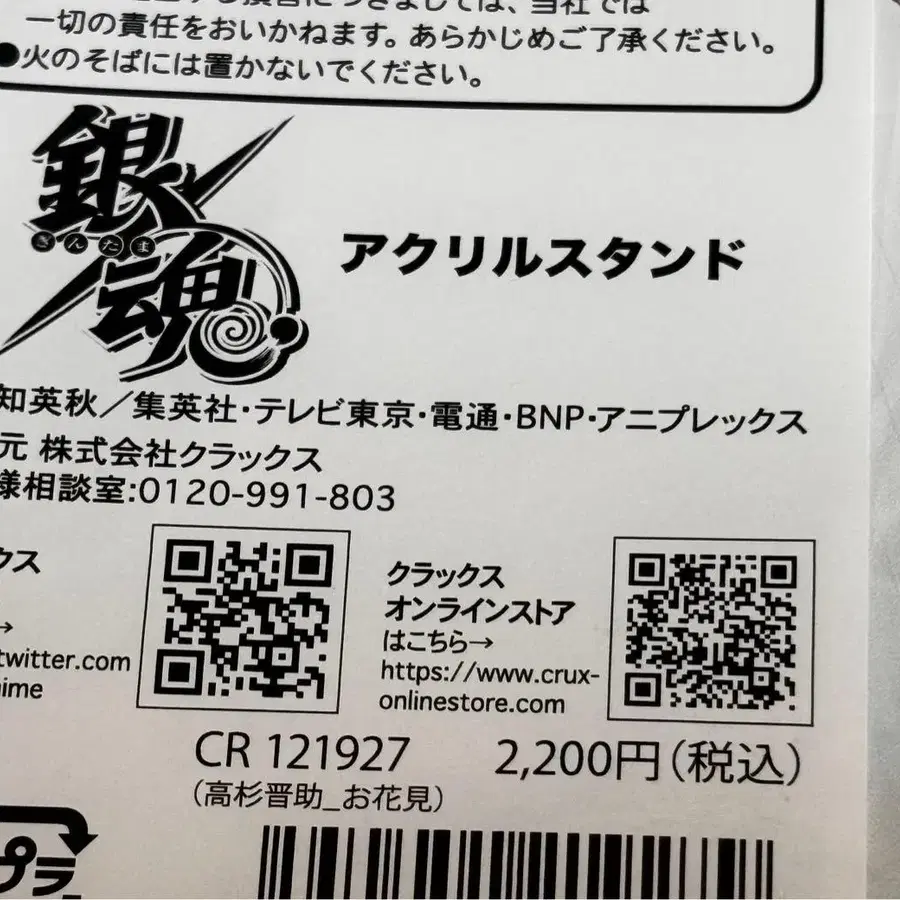 一切の責任をおいかねます。あらかじめご了承ください。
●火のそばには置かないでください。
銀魂
ぎんたま
アクリルスタンド
知英秋／集英社・テレビ東京・電通・BNP・アニプレックス
元 株式会社クラックス
様相談室:0120-991-803
クス
→
twitter.com
ime
クラックス
オンラインストア
はこちら→
https://www.crux-
onlinestore.com
CR 121927 2,200円(税込)
(高杉晋助_お花見)
プラ